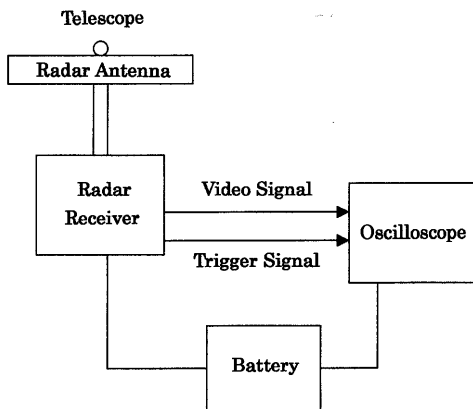 Telescope
Radar Antenna
Radar
Receiver
Video Signal
Trigger Signal
Oscilloscope
Battery